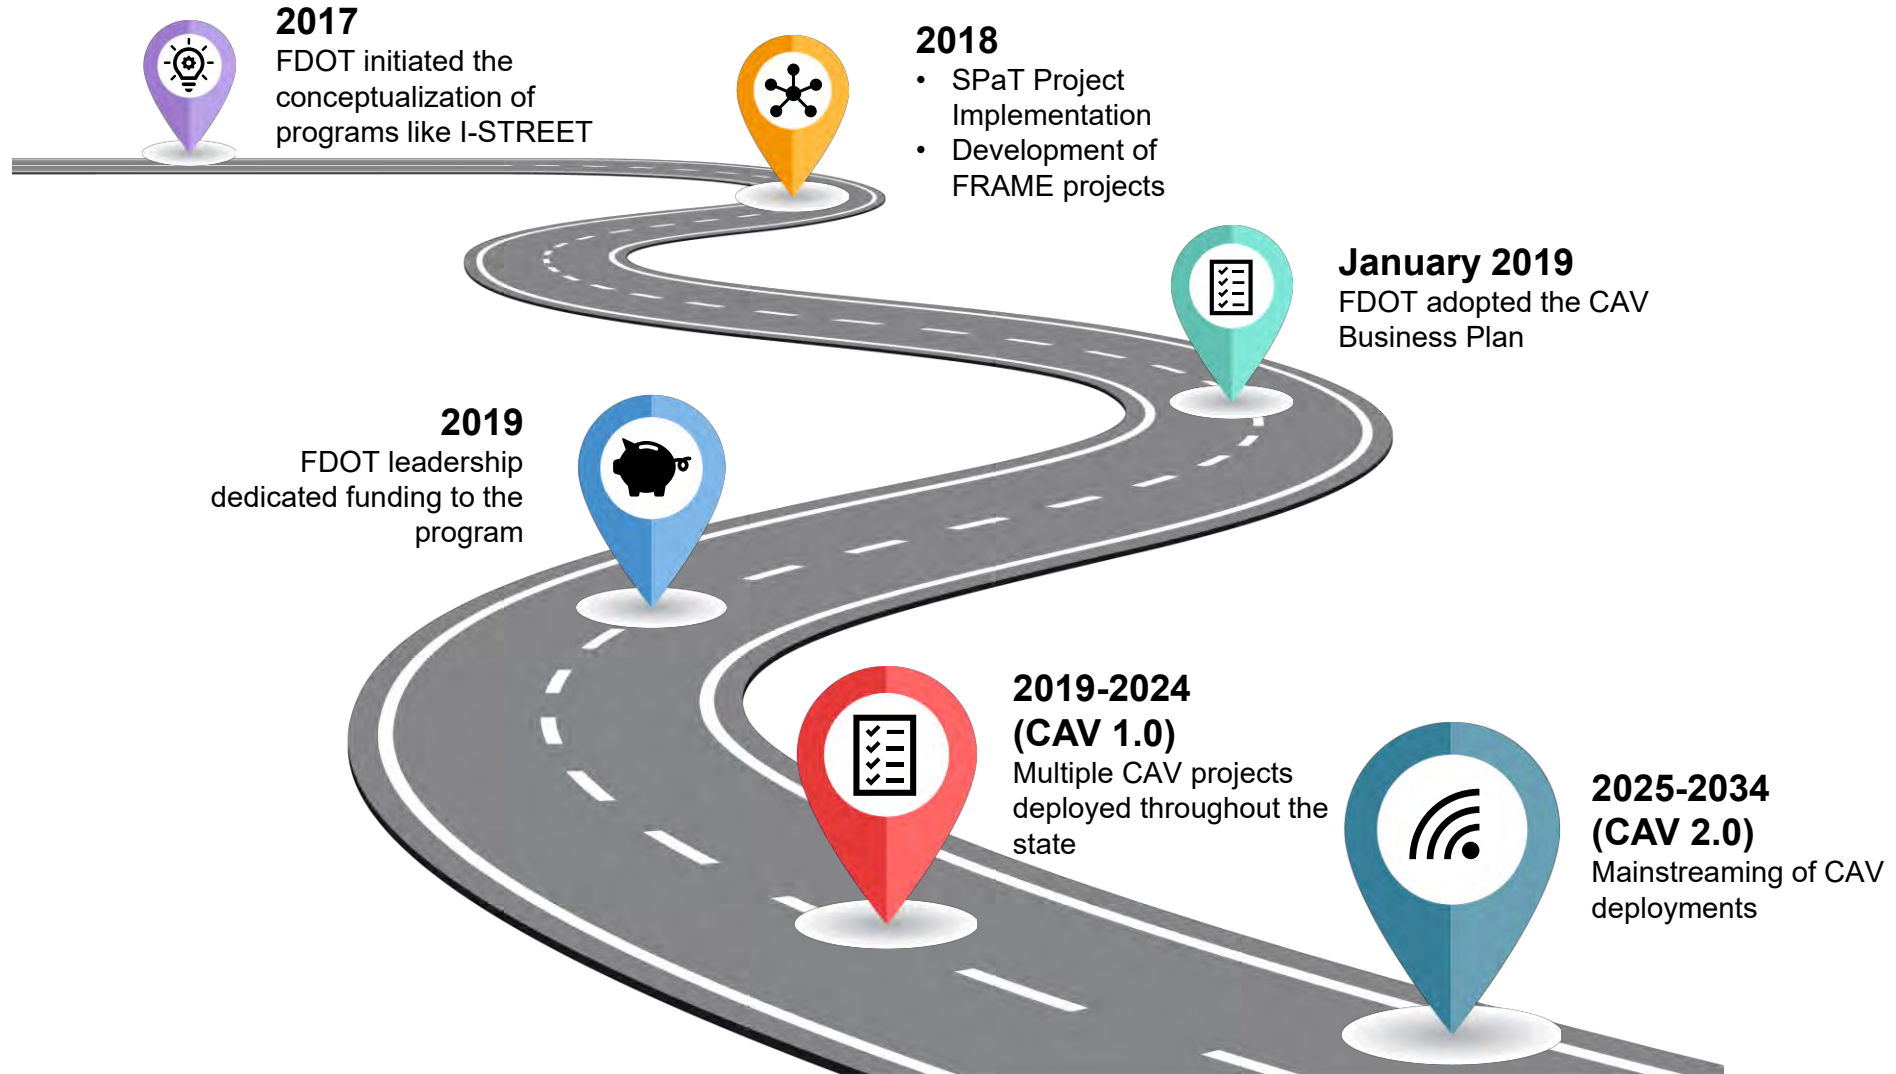 2017
FDOT initiated the
conceptualization of
programs like I-STREET
2018
• SPaT Project
Implementation
• Development of
FRAME projects
January 2019
FDOT adopted the CAV
Business Plan
2019
FDOT leadership
dedicated funding to the
program
2019-2024
(CAV 1.0)
Multiple CAV projects
deployed throughout the
state
2025-2034
(CAV 2.0)
Mainstreaming of CAV
deployments